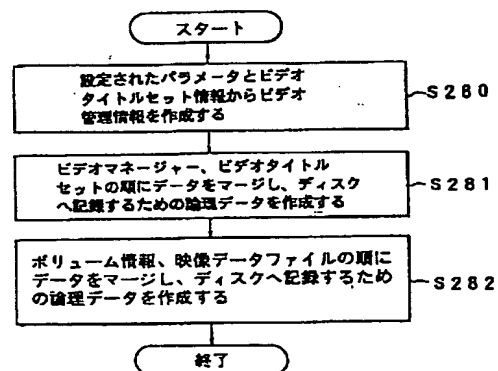 スタート
設定されたパラメータとビデオ
タイトルセット情報からビデオ
管理情報を作成する
S280
ビデオマネージャー、ビデオタイトル
セットの順にデータをマージし、ディスク
へ記録するための論理データを作成する
S281
ボリューム情報、映像データファイルの順に
データをマージし、ディスクへ記録するため
の論理データを作成する
S282
終了